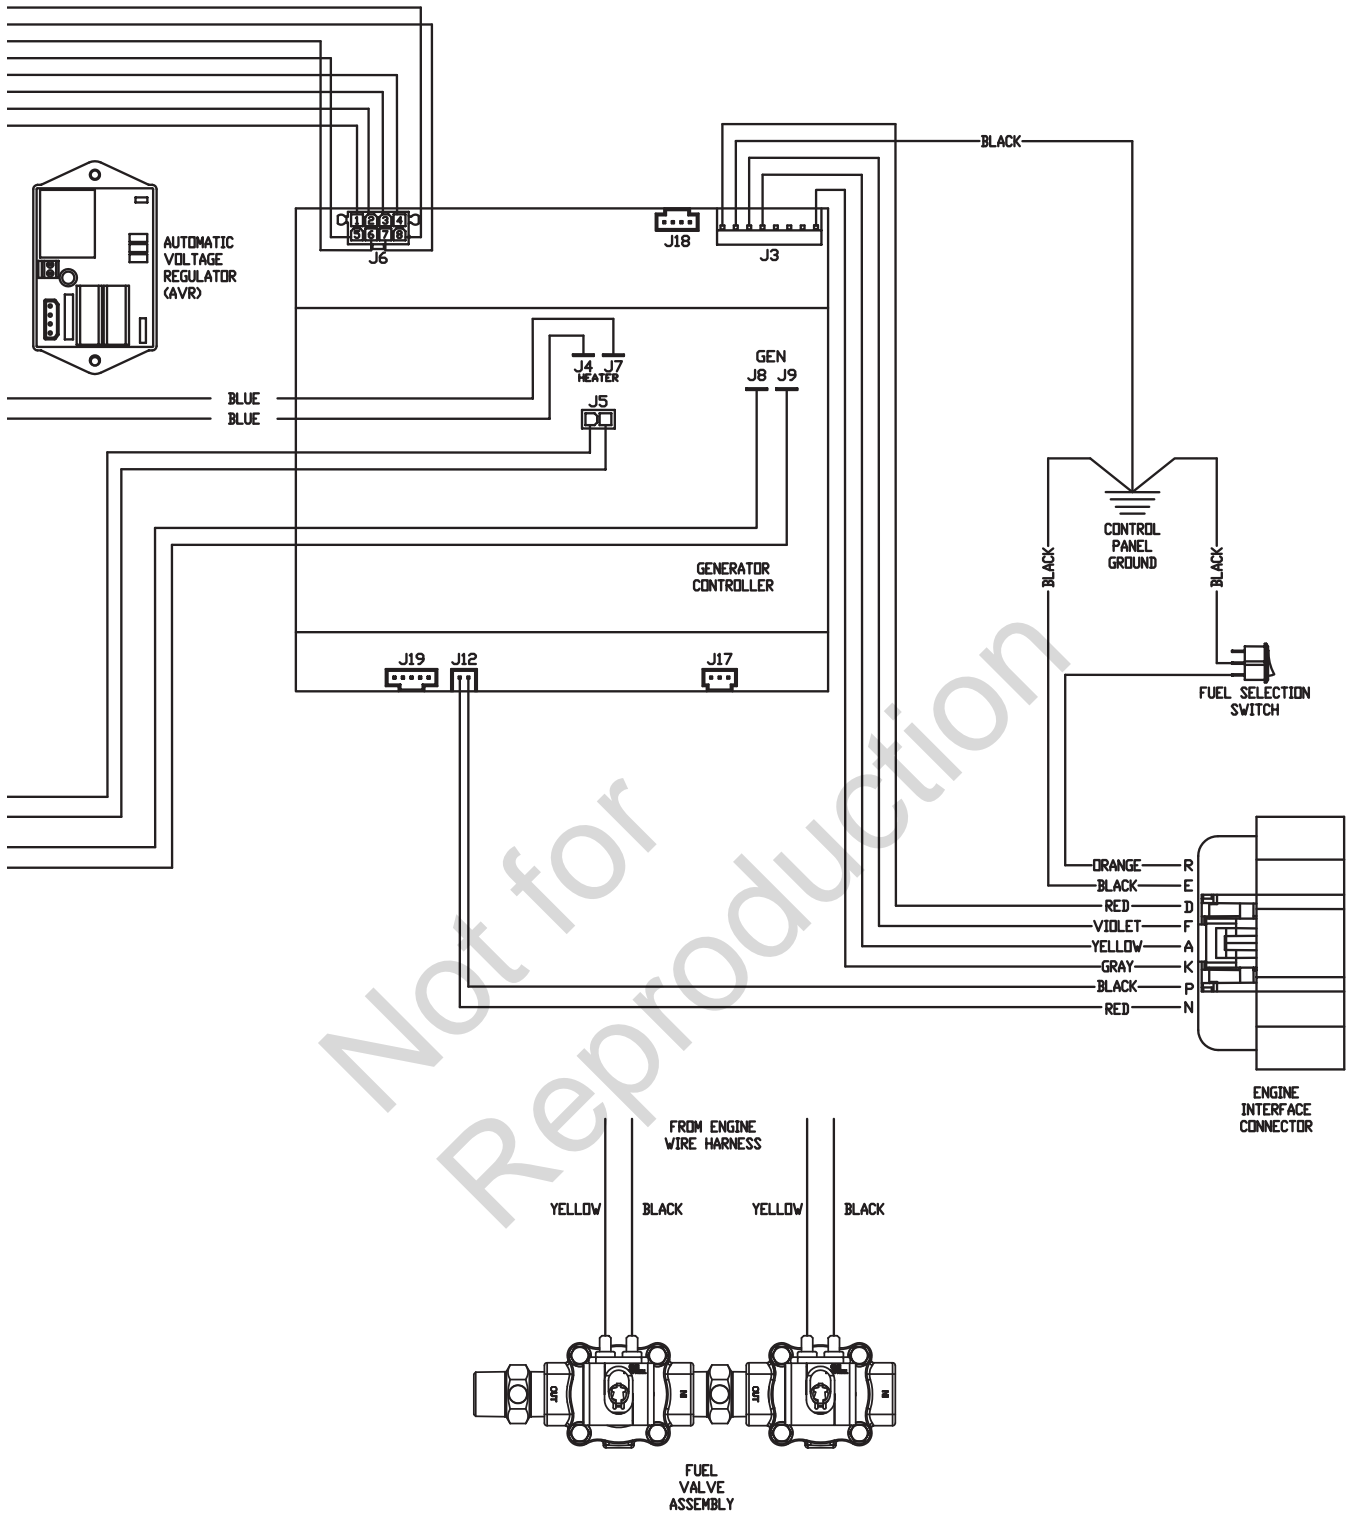 BLACK
1 2 3 4
5 6 7 8
J6
J18
J3
AUTOMATIC
VOLTAGE
REGULATOR
(AVR)
J4 J7
HEATER
GEN
J8 J9
BLUE
BLUE
J5
CONTROL
PANEL
GROUND
BLACK
BLACK
GENERATOR
CONTROLLER
J19 J12
J17
FUEL SELECTION
SWITCH
ORANGE R
BLACK E
RED D
VIOLET F
YELLOW A
GRAY K
BLACK P
RED N
ENGINE
INTERFACE
CONNECTOR
Not for
Reproduction
FROM ENGINE
WIRE HARNESS
YELLOW BLACK
YELLOW BLACK
OUT
IN
OUT
IN
FUEL
VALVE
ASSEMBLY